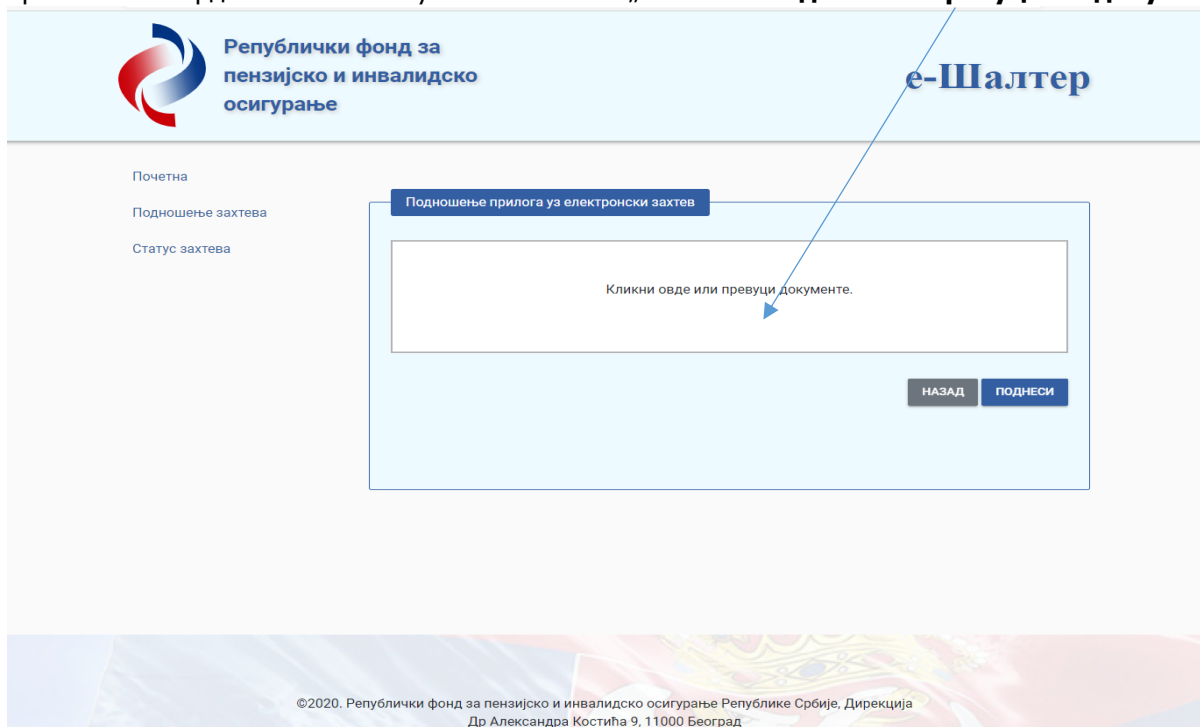 Републички фонд за
пензијско и инвалидско
осигурање
е-Шалтер
Почетна
Подношење захтева
Статус захтева
Подношење прилога уз електронски захтев
Кликни овде или превуци документе.
НАЗАД
ПОДНЕСИ
©2020. Републички фонд за пензијско и инвалидско осигурање Републике Србије, Дирекција
Др Александра Костића 9, 11000 Београд